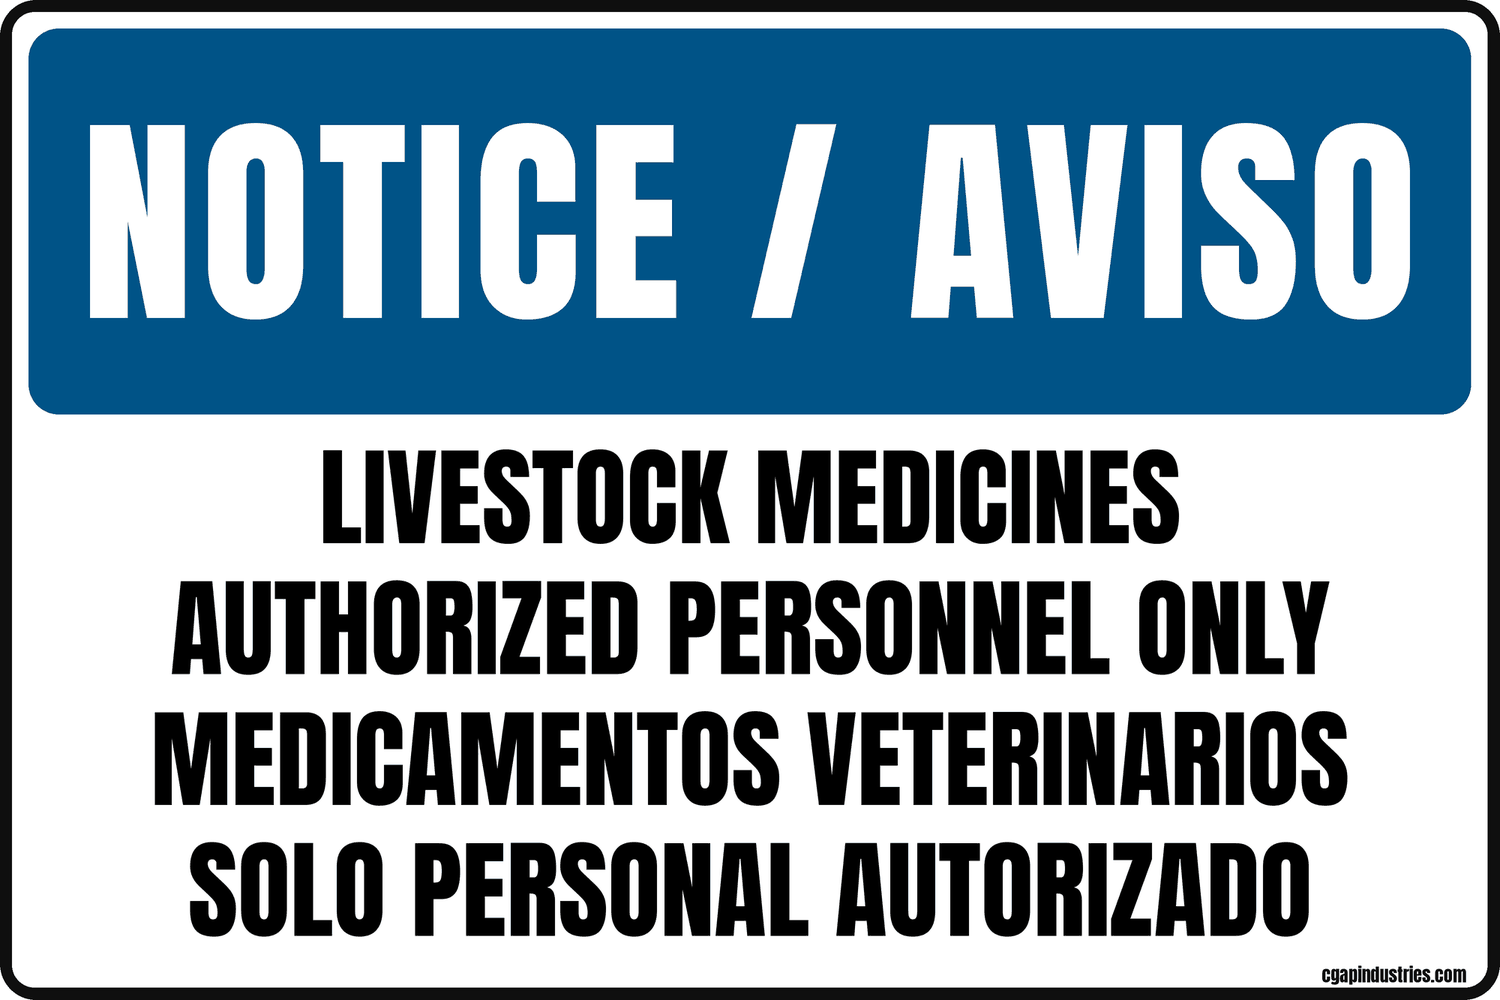 NOTICE / AVISO
LIVESTOCK MEDICINES
AUTHORIZED PERSONNEL ONLY
MEDICAMENTOS VETERINARIOS
SOLO PERSONAL AUTORIZADO
cgapindustries.com